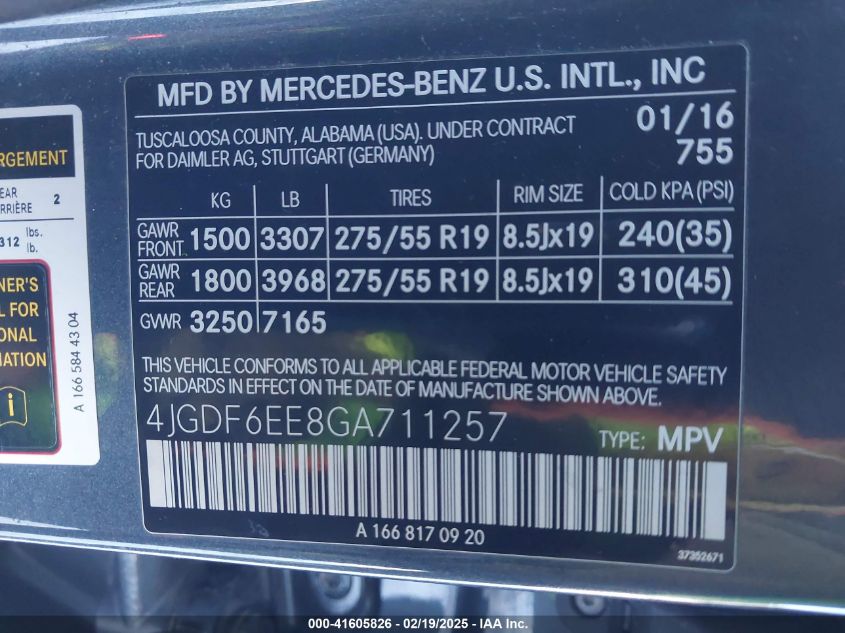 MFD BY MERCEDES-BENZ U.S. INTL., INC
TUSCALOOSA COUNTY, ALABAMA (USA). UNDER CONTRACT
FOR DAIMLER AG, STUTTGART (GERMANY)
01/16
755
KG LB TIRES RIM SIZE COLD KPA (PSI)
GAWR FRONT 1500 3307 275/55 R19 8.5Jx19 240(35)
GAWR REAR 1800 3968 275/55 R19 8.5Jx19 310(45)
GVWR 3250 7165
THIS VEHICLE CONFORMS TO ALL APPLICABLE FEDERAL MOTOR VEHICLE SAFETY
STANDARDS IN EFFECT ON THE DATE OF MANUFACTURE SHOWN ABOVE.
4JGDF6EE8GA711257 TYPE: MPV
A 166 817 09 20
37352671
RGEMENT
EAR
RRIÈRE 2
312 lbs.
lb.
NER'S
L FOR
ONAL
MATION
i
A 166 584 43 04
000-41605826 - 02/19/2025 - IAA Inc.